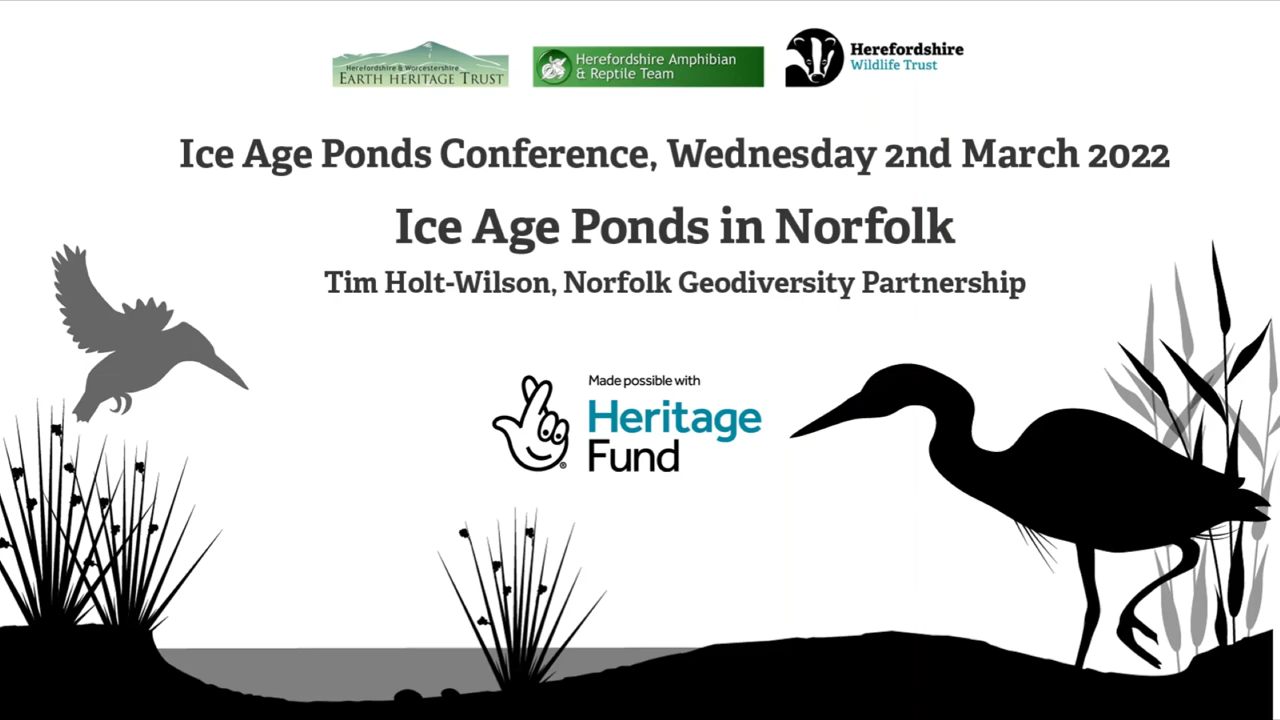 Herefordshire & Worcestershire
EARTH HERITAGE TRUST
Herefordshire Amphibian
& Reptile Team
Herefordshire
Wildlife Trust
Ice Age Ponds Conference, Wednesday 2nd March 2022
Ice Age Ponds in Norfolk
Tim Holt-Wilson, Norfolk Geodiversity Partnership
Made possible with
Heritage
Fund